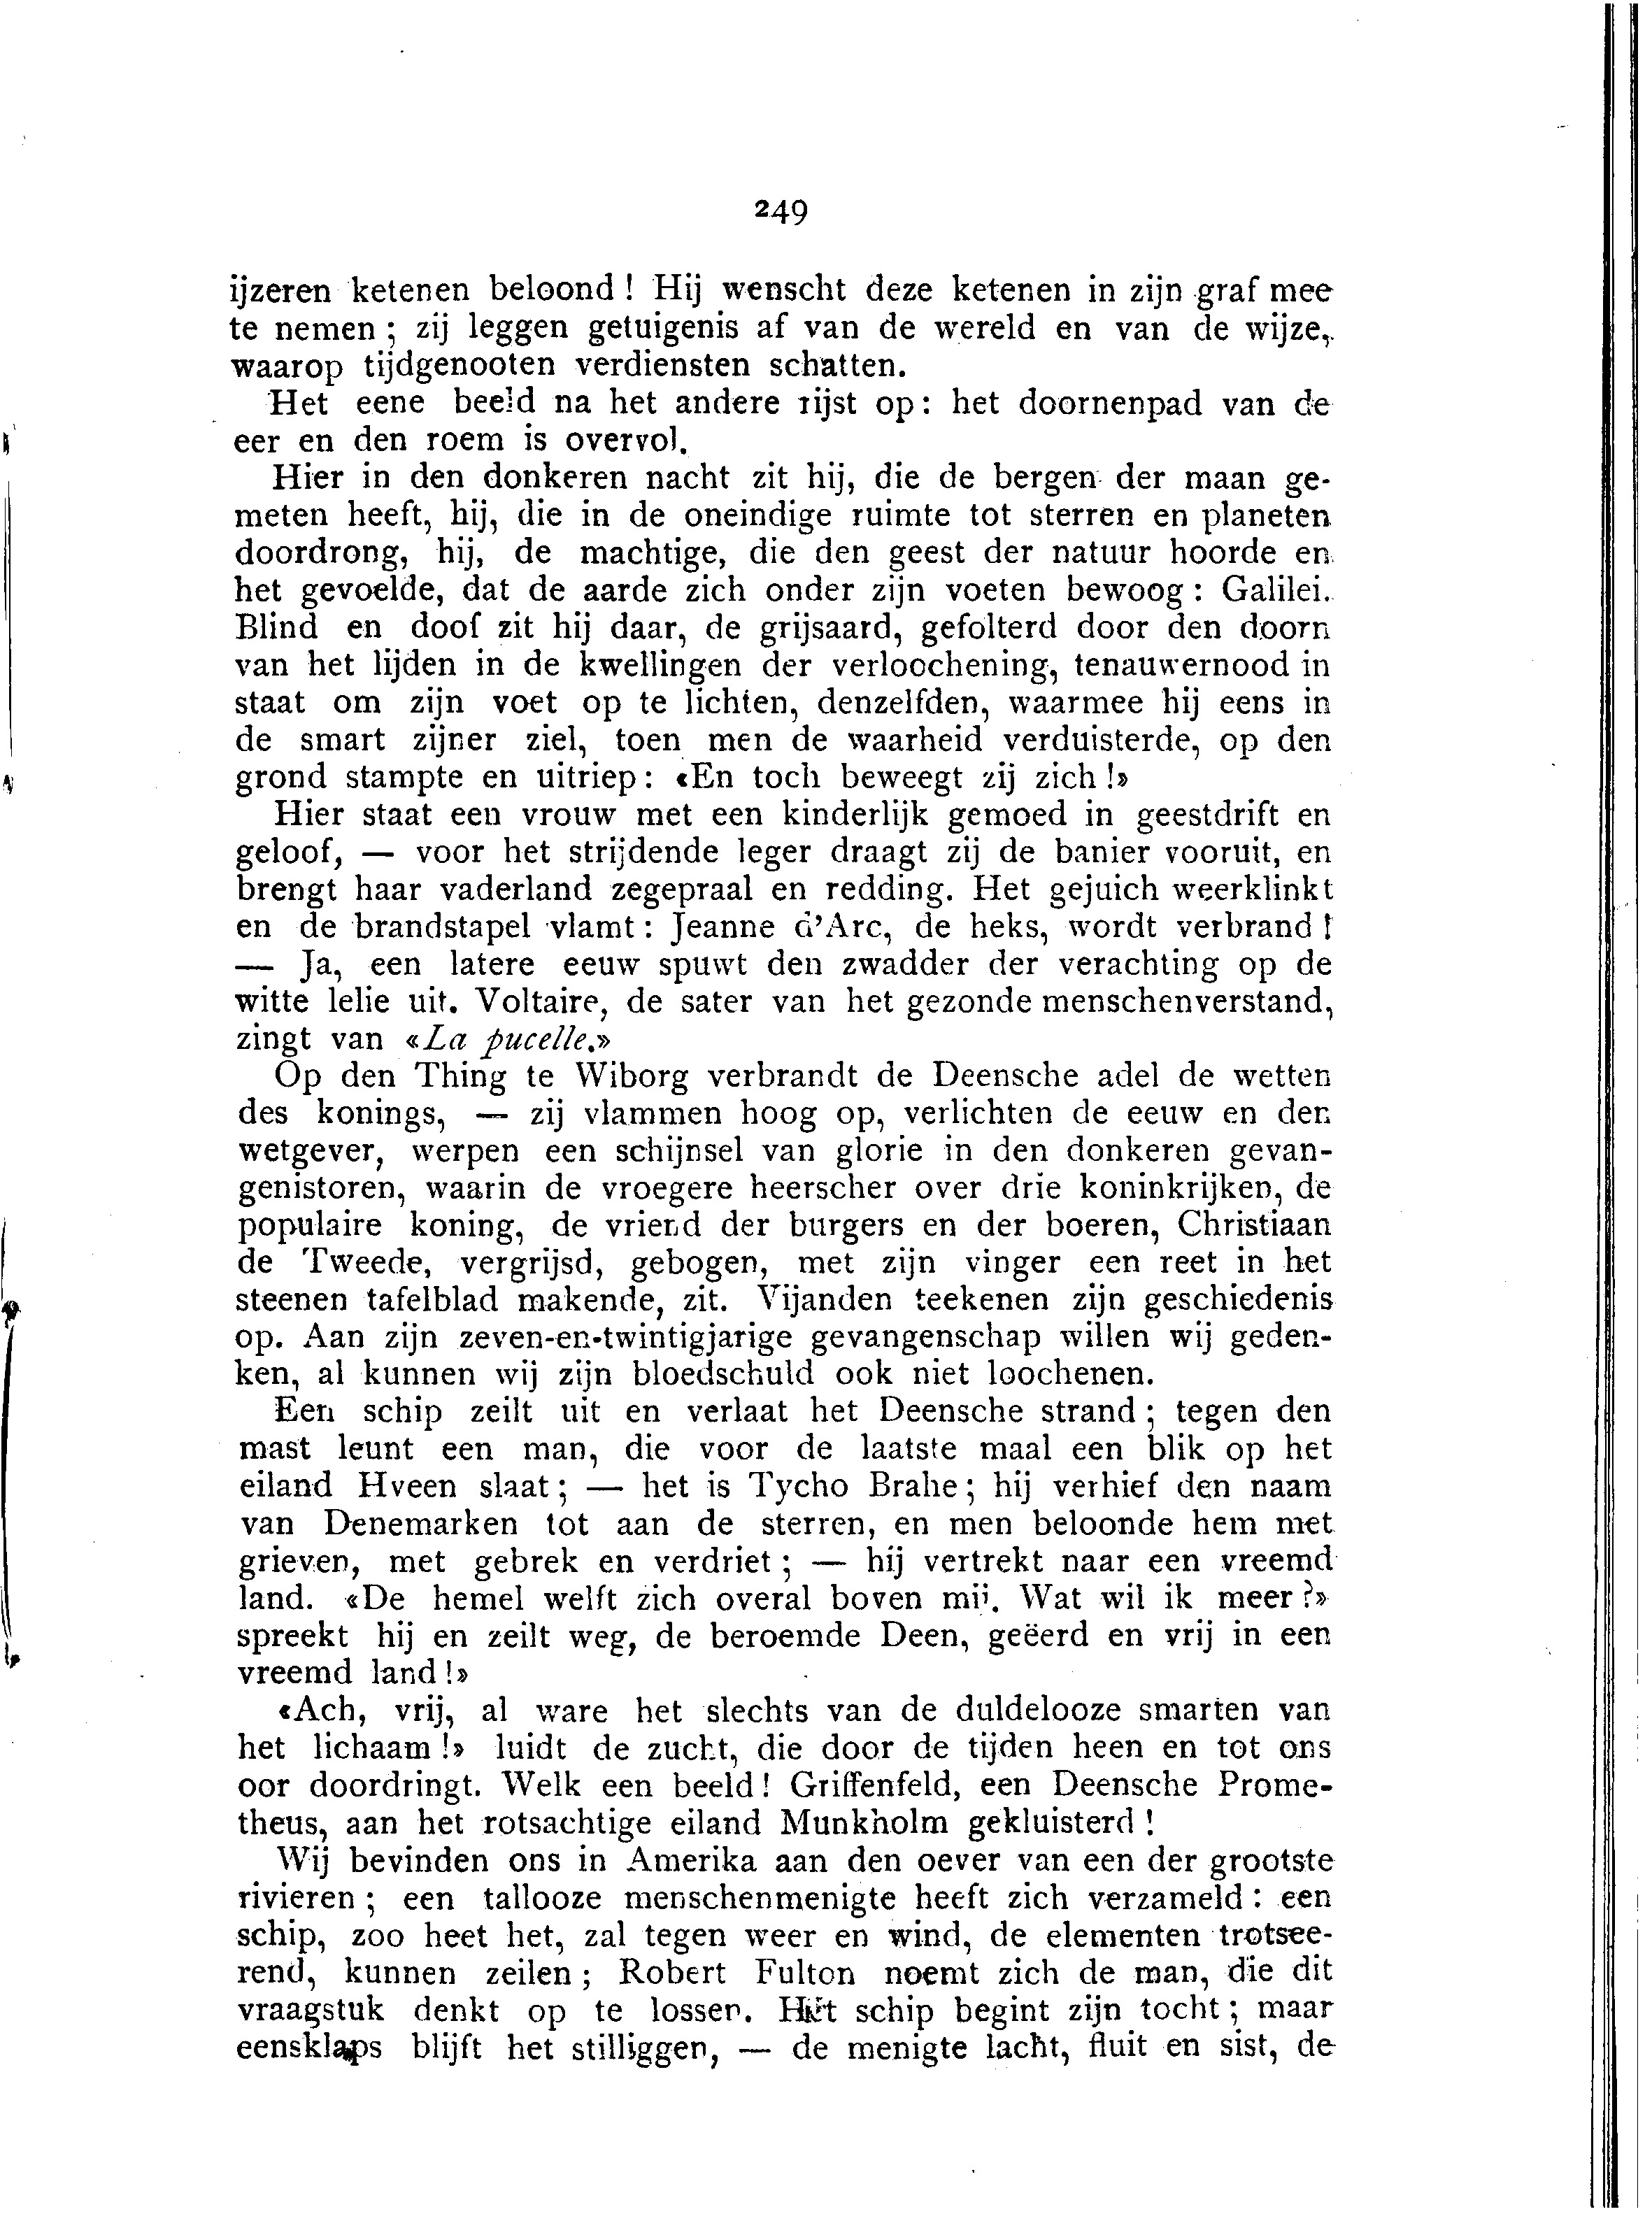 249
ijzeren ketenen beloond! Hij wenscht deze ketenen in zijn graf mee
te nemen; zij leggen getuigenis af van de wereld en van de wijze,
waarop tijdgenooten verdiensten schatten.
Het eene beeld na het andere rijst op: het doornenpad van de
eer en den roem is overvol.
Hier in den donkeren nacht zit hij, die de bergen der maan ge-
meten heeft, hij, die in de oneindige ruimte tot sterren en planeten
doordrong, hij, de machtige, die den geest der natuur hoorde en
het gevoelde, dat de aarde zich onder zijn voeten bewoog: Galilei.
Blind en doof zit hij daar, de grijsaard, gefolterd door den doorn
van het lijden in de kwellingen der verloochening, tenauwernood in
staat om zijn voet op te lichten, denzelfden, waarmee hij eens in
de smart zijner ziel, toen men de waarheid verduisterde, op den
grond stampte en uitriep: «En toch beweegt zij zich!»
Hier staat een vrouw met een kinderlijk gemoed in geestdrift en
geloof, — voor het strijdende leger draagt zij de banier vooruit, en
brengt haar vaderland zegepraal en redding. Het gejuich weerklinkt
en de brandstapel vlamt: Jeanne d'Arc, de heks, wordt verbrand!
— Ja, een latere eeuw spuwt den zwadder der verachting op de
witte lelie uit. Voltaire, de sater van het gezonde menschenverstand,
zingt van «La pucelle.»
Op den Thing te Wiborg verbrandt de Deensche adel de wetten
des konings, — zij vlammen hoog op, verlichten de eeuw en den
wetgever, werpen een schijnsel van glorie in den donkeren gevan-
genistoren, waarin de vroegere heerscher over drie koninkrijken, de
populaire koning, de vriend der burgers en der boeren, Christiaan
de Tweede, vergrijsd, gebogen, met zijn vinger een reet in het
steenen tafelblad makende, zit. Vijanden teekenen zijn geschiedenis
op. Aan zijn zeven-en-twintigjarige gevangenschap willen wij geden-
ken, al kunnen wij zijn bloedschuld ook niet loochenen.
Een schip zeilt uit en verlaat het Deensche strand; tegen den
mast leunt een man, die voor de laatste maal een blik op het
eiland Hveen slaat; — het is Tycho Brahe; hij verhief den naam
van Denemarken tot aan de sterren, en men beloonde hem met
grieven, met gebrek en verdriet; — hij vertrekt naar een vreemd
land. «De hemel welft zich overal boven mij. Wat wil ik meer?»
spreekt hij en zeilt weg, de beroemde Deen, geëerd en vrij in een
vreemd land!»
«Ach, vrij, al ware het slechts van de duldelooze smarten van
het lichaam!» luidt de zucht, die door de tijden heen en tot ons
oor doordringt. Welk een beeld! Griffenfeld, een Deensche Prome-
theus, aan het rotsachtige eiland Munkholm gekluisterd!
Wij bevinden ons in Amerika aan den oever van een der grootste
rivieren; een tallooze menschenmenigte heeft zich verzameld: een
schip, zoo heet het, zal tegen weer en wind, de elementen trotsee-
rend, kunnen zeilen; Robert Fulton noemt zich de man, die dit
vraagstuk denkt op te lossen. Het schip begint zijn tocht; maar
eensklaps blijft het stilliggen, — de menigte lacht, fluit en sist, de